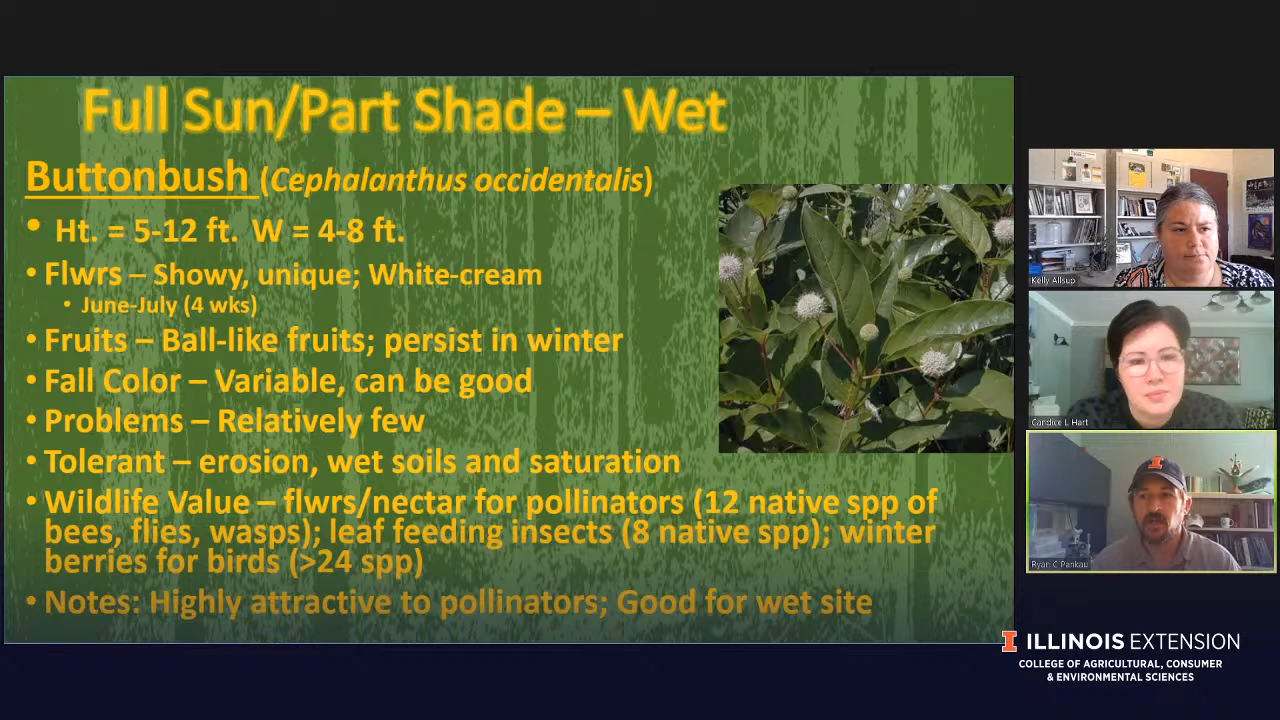 Full Sun/Part Shade – Wet
Buttonbush (Cephalanthus occidentalis)
• Ht. = 5-12 ft. W = 4-8 ft.
• Flwrs – Showy, unique; White-cream
• June-July (4 wks)
• Fruits – Ball-like fruits; persist in winter
• Fall Color – Variable, can be good
• Problems – Relatively few
• Tolerant – erosion, wet soils and saturation
• Wildlife Value – flwrs/nectar for pollinators (12 native spp of
bees, flies, wasps); leaf feeding insects (8 native spp); winter
berries for birds (>24 spp)
• Notes: Highly attractive to pollinators; Good for wet site
Kelly Allsup
Candice L Hart
Ryan C Pankau
I ILLINOIS EXTENSION
COLLEGE OF AGRICULTURAL, CONSUMER
& ENVIRONMENTAL SCIENCES